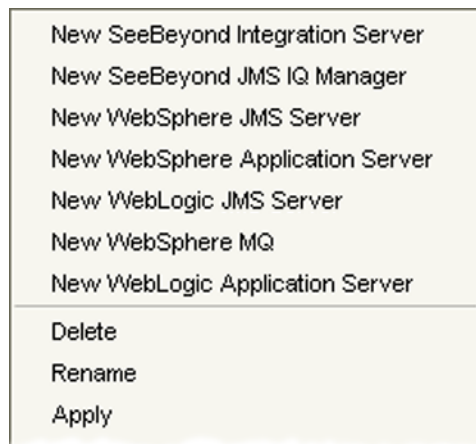 New SeeBeyond Integration Server
New SeeBeyond JMS IQ Manager
New WebSphere JMS Server
New WebSphere Application Server
New WebLogic JMS Server
New WebSphere MQ
New WebLogic Application Server
Delete
Rename
Apply